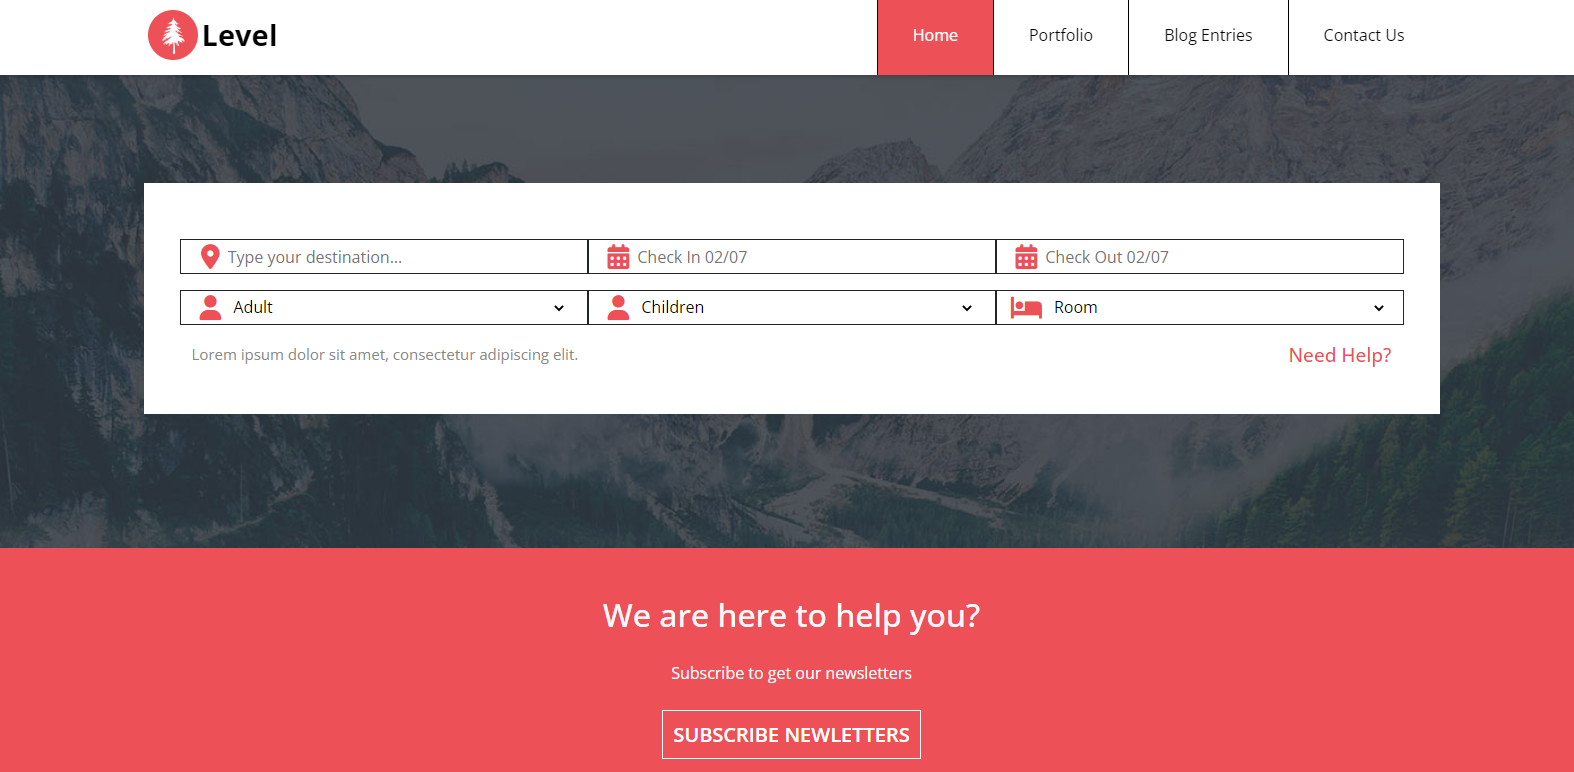 Level
Home Portfolio Blog Entries Contact Us
Type your destination... Check In 02/07 Check Out 02/07
Adult Children Room
Lorem ipsum dolor sit amet, consectetur adipiscing elit. Need Help?
We are here to help you?
Subscribe to get our newsletters
SUBSCRIBE NEWLETTERS